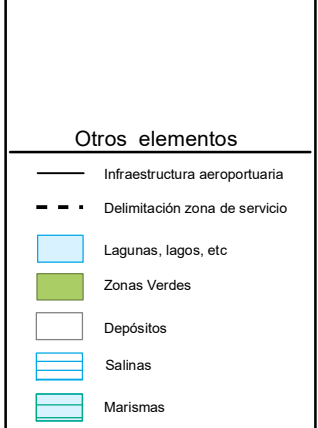 Otros elementos
Infraestructura aeroportuaria
Delimitación zona de servicio
Lagunas, lagos, etc
Zonas Verdes
Depósitos
Salinas
Marismas